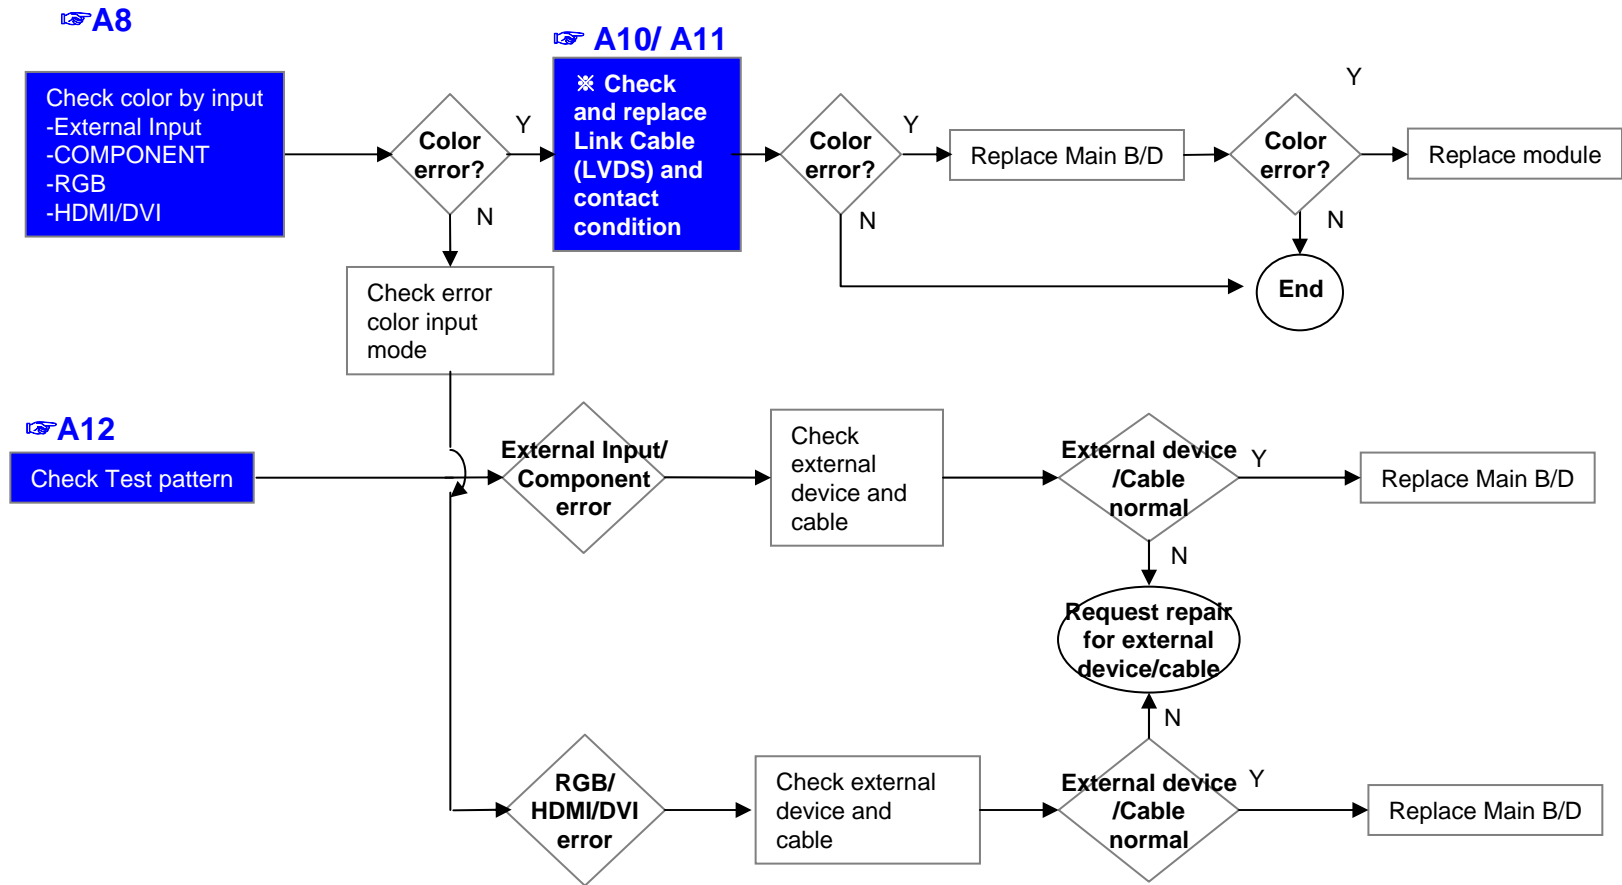 ☞A8
☞ A10/ A11
Check color by input
-External Input
-COMPONENT
-RGB
-HDMI/DVI
Color
error?
Y
N
※ Check
and replace
Link Cable
(LVDS) and
contact
condition
Color
error?
Y
N
Replace Main B/D
Color
error?
Y
N
Replace module
End
Check error
color input
mode
☞A12
Check Test pattern
External Input/
Component
error
Check
external
device and
cable
External device
/Cable
normal
Y
N
Replace Main B/D
Request repair
for external
device/cable
N
RGB/
HDMI/DVI
error
Check external
device and
cable
External device
/Cable
normal
Y
Replace Main B/D